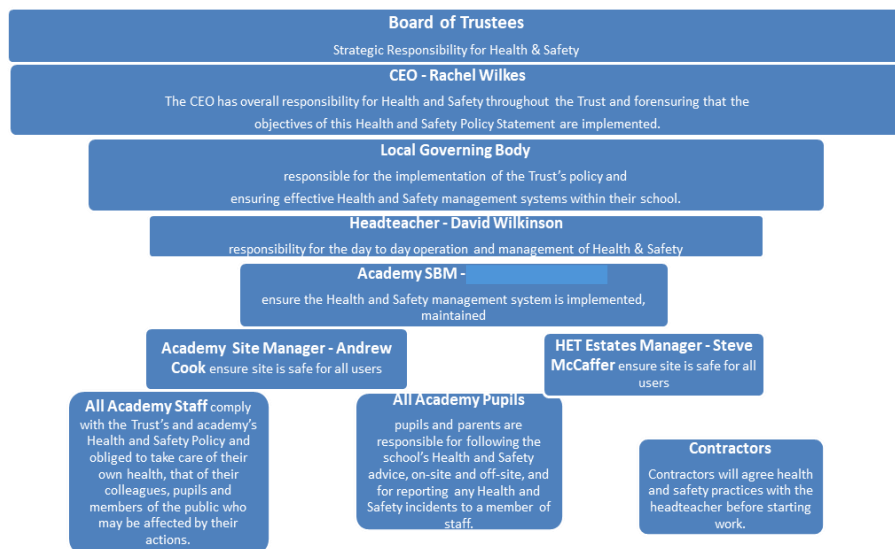 Board of Trustees
Strategic Responsibility for Health & Safety
CEO - Rachel Wilkes
The CEO has overall responsibility for Health and Safety throughout the Trust and forensuring that the
objectives of this Health and Safety Policy Statement are implemented.
Local Governing Body
responsible for the implementation of the Trust's policy and
ensuring effective Health and Safety management systems within their school.
Headteacher - David Wilkinson
responsibility for the day to day operation and management of Health & Safety
Academy SBM -
ensure the Health and Safety management system is implemented,
maintained
Academy Site Manager - Andrew
Cook ensure site is safe for all users
HET Estates Manager - Steve
McCaffer ensure site is safe for all
users
All Academy Staff comply
with the Trust's and academy's
Health and Safety Policy and
obliged to take care of their
own health, that of their
colleagues, pupils and
members of the public who
may be affected by their
actions.
All Academy Pupils
pupils and parents are
responsible for following the
school's Health and Safety
advice, on-site and off-site, and
for reporting any Health and
Safety incidents to a member of
staff.
Contractors
Contractors will agree health
and safety practices with the
headteacher before starting
work.